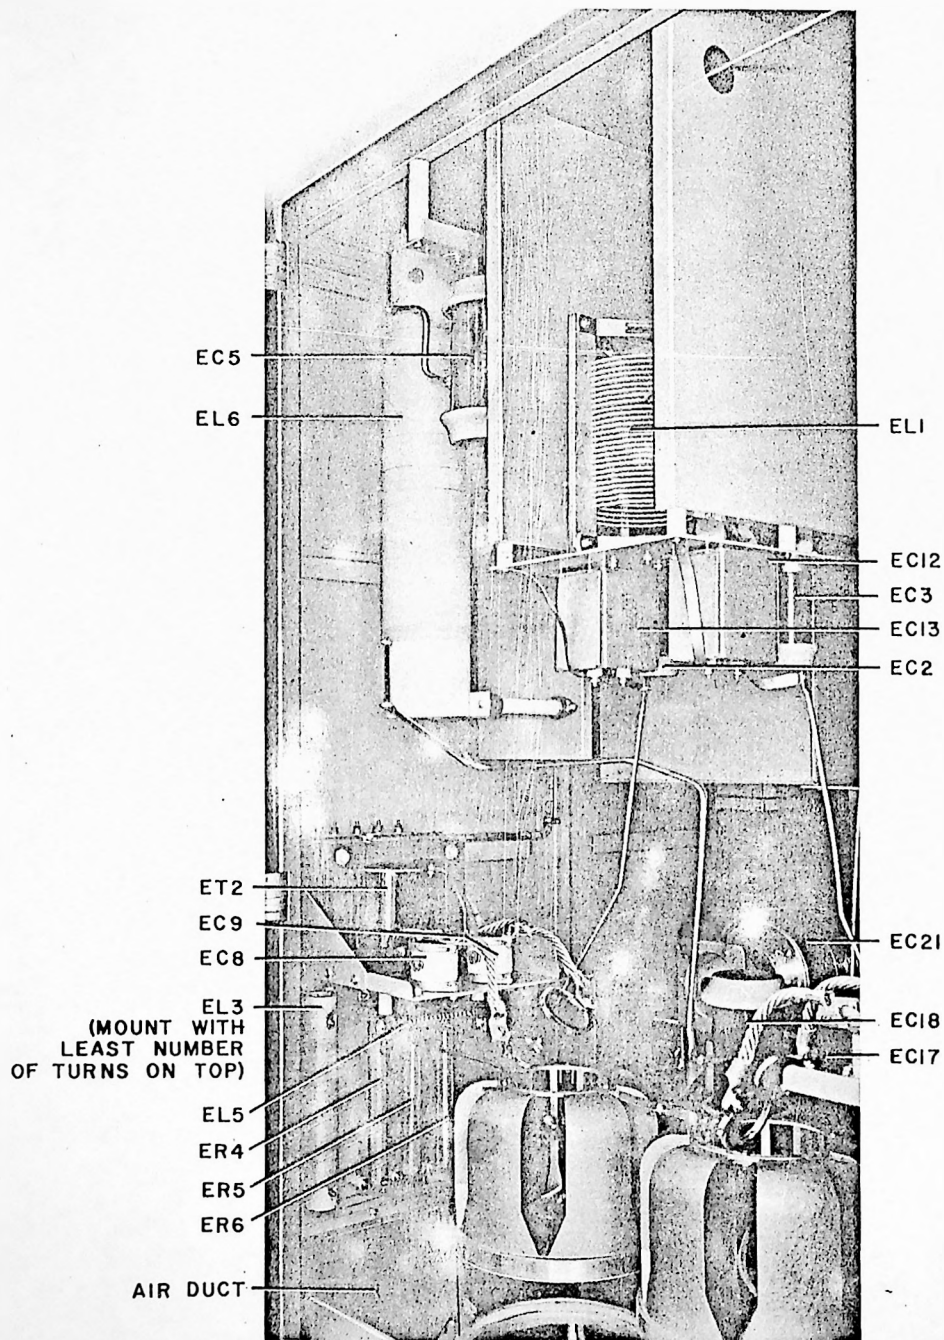 EC5
EL6
EL1
EC12
EC3
EC13
EC2
ET2
EC9
EC8
EL3
(MOUNT WITH
LEAST NUMBER
OF TURNS ON TOP)
EL5
ER4
ER5
ER6
AIR DUCT
EC21
EC18
EC17